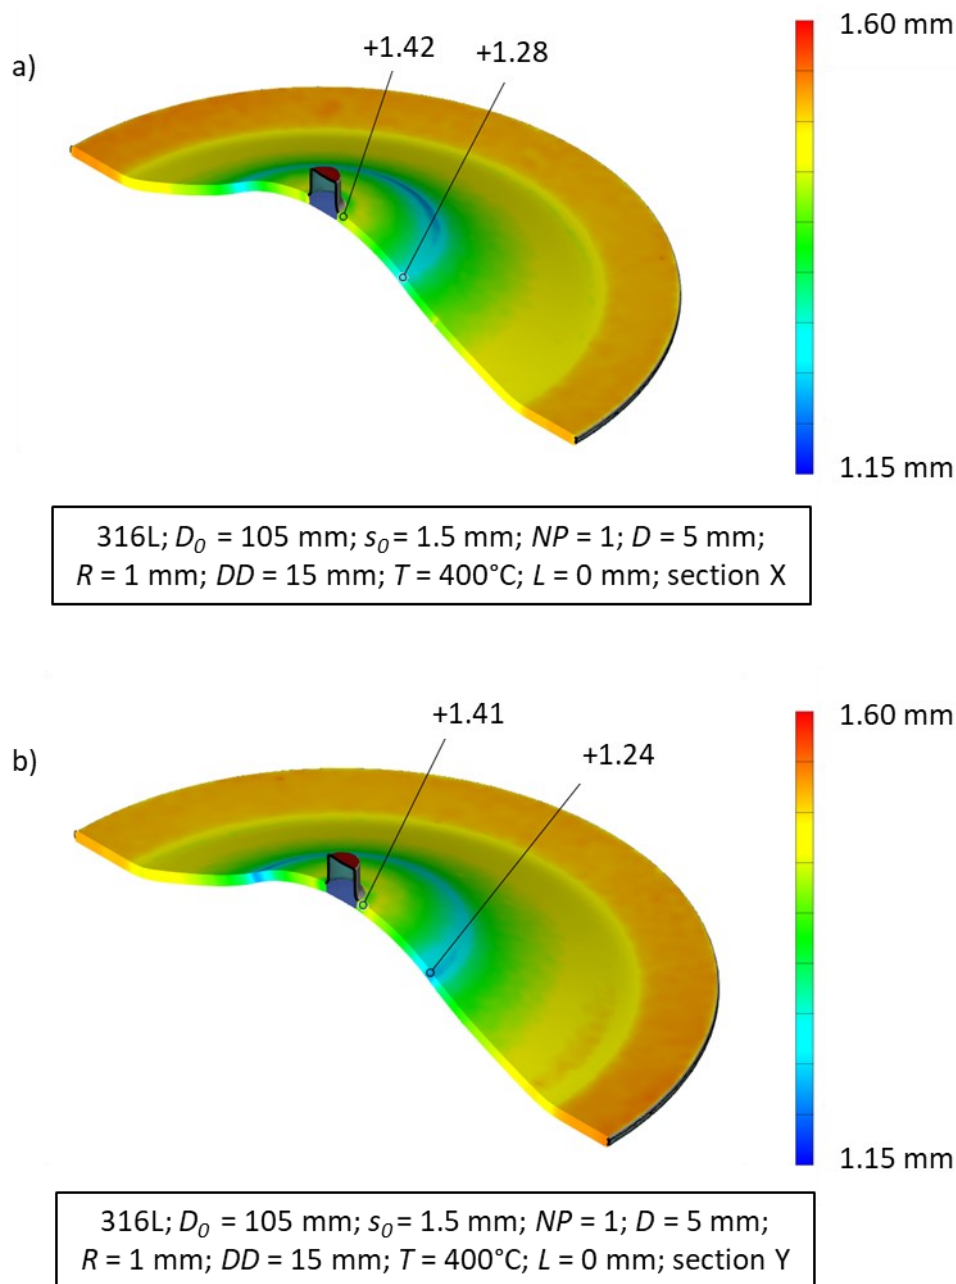 a)
+1.42
+1.28
1.60 mm
1.15 mm
316L; D₀ = 105 mm; s₀ = 1.5 mm; NP = 1; D = 5 mm;
R = 1 mm; DD = 15 mm; T = 400°C; L = 0 mm; section X
b)
+1.41
+1.24
1.60 mm
1.15 mm
316L; D₀ = 105 mm; s₀ = 1.5 mm; NP = 1; D = 5 mm;
R = 1 mm; DD = 15 mm; T = 400°C; L = 0 mm; section Y